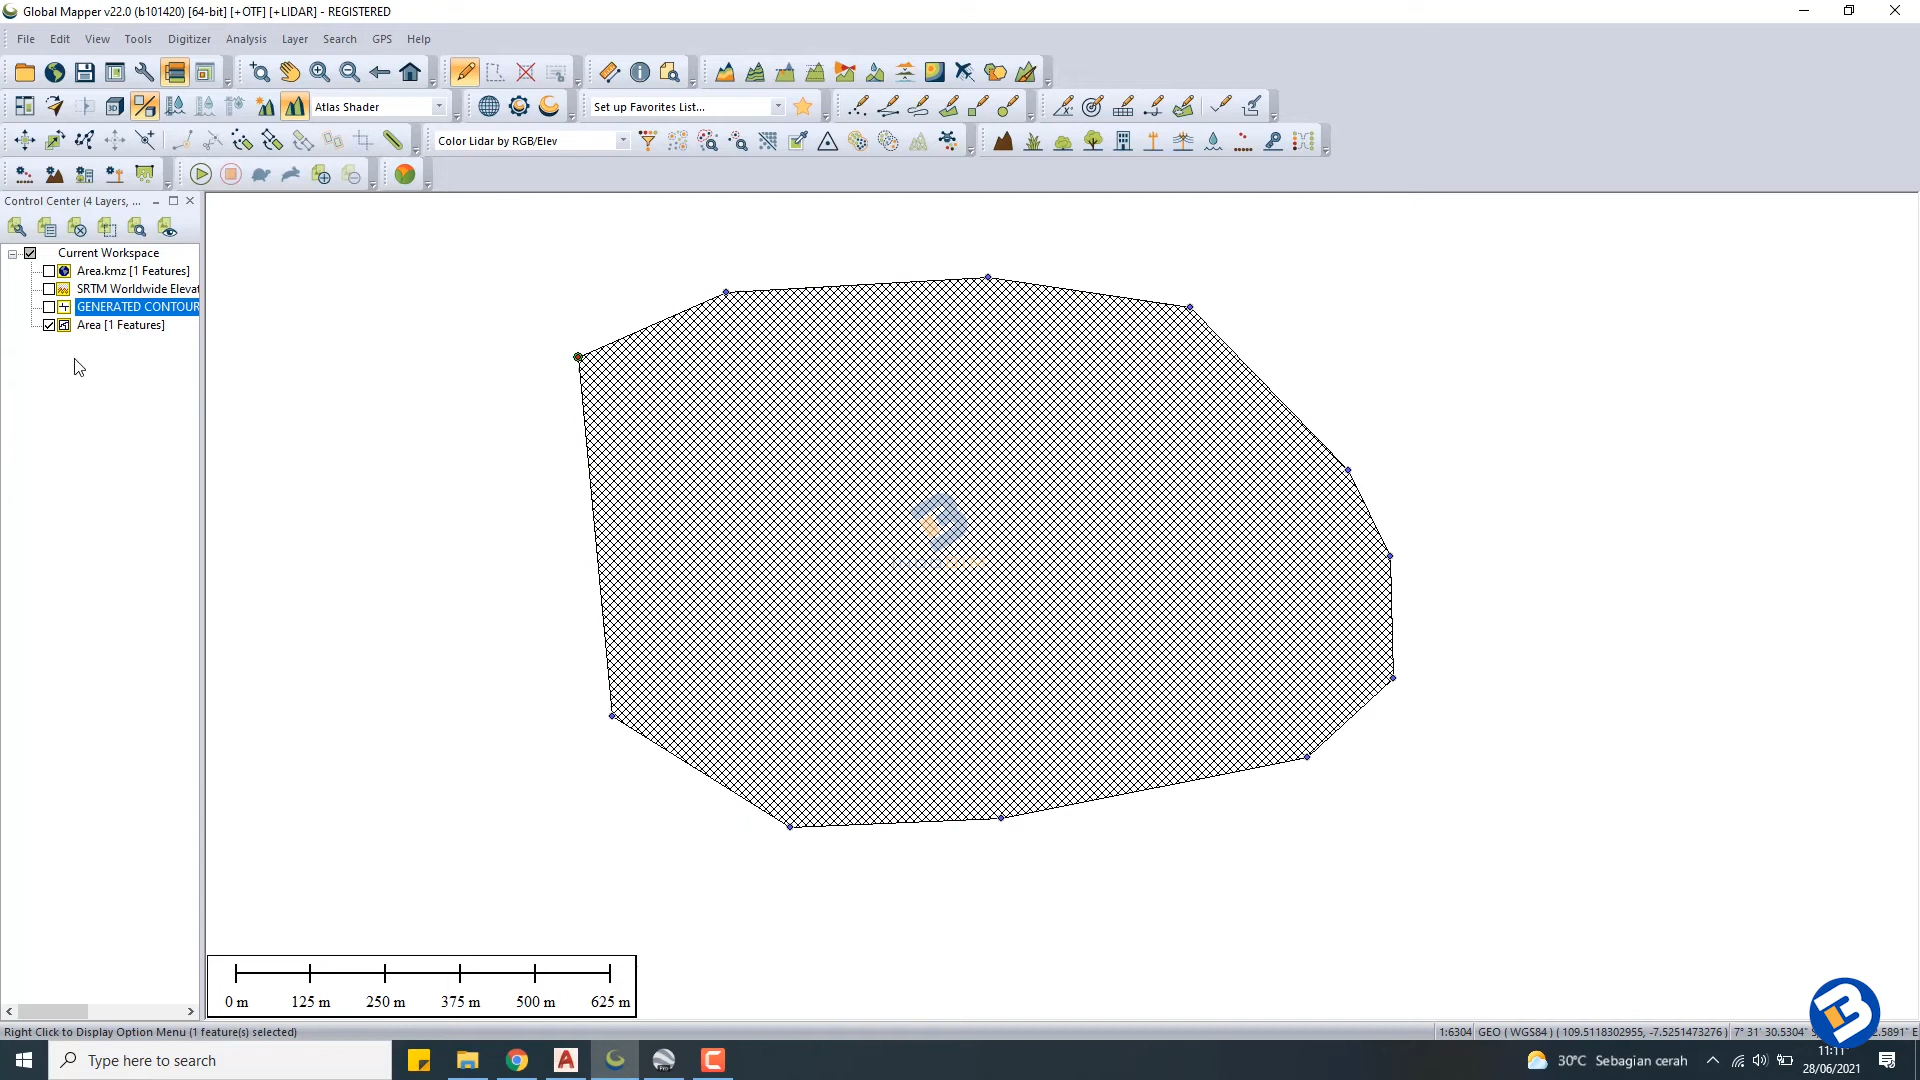 Global Mapper v22.0 (b101420) [64-bit] [+OTF] [+LIDAR] - REGISTERED
File Edit View Tools Digitizer Analysis Layer Search GPS Help
Atlas Shader
Set up Favorites List...
Color Lidar by RGB/Elev
Control Center (4 Layers, ...
Current Workspace
Area.kmz [1 Features]
SRTM Worldwide Elevat
GENERATED CONTOUR
Area [1 Features]
0 m 125 m 250 m 375 m 500 m 625 m
Right Click to Display Option Menu (1 feature(s) selected)
1:6304 GEO ( WGS84 ) ( 109.5118302955, -7.5251473276 ) 7° 31' 30.5304" S 2.5891" E
Type here to search
30°C Sebagian cerah
11:11
28/06/2021